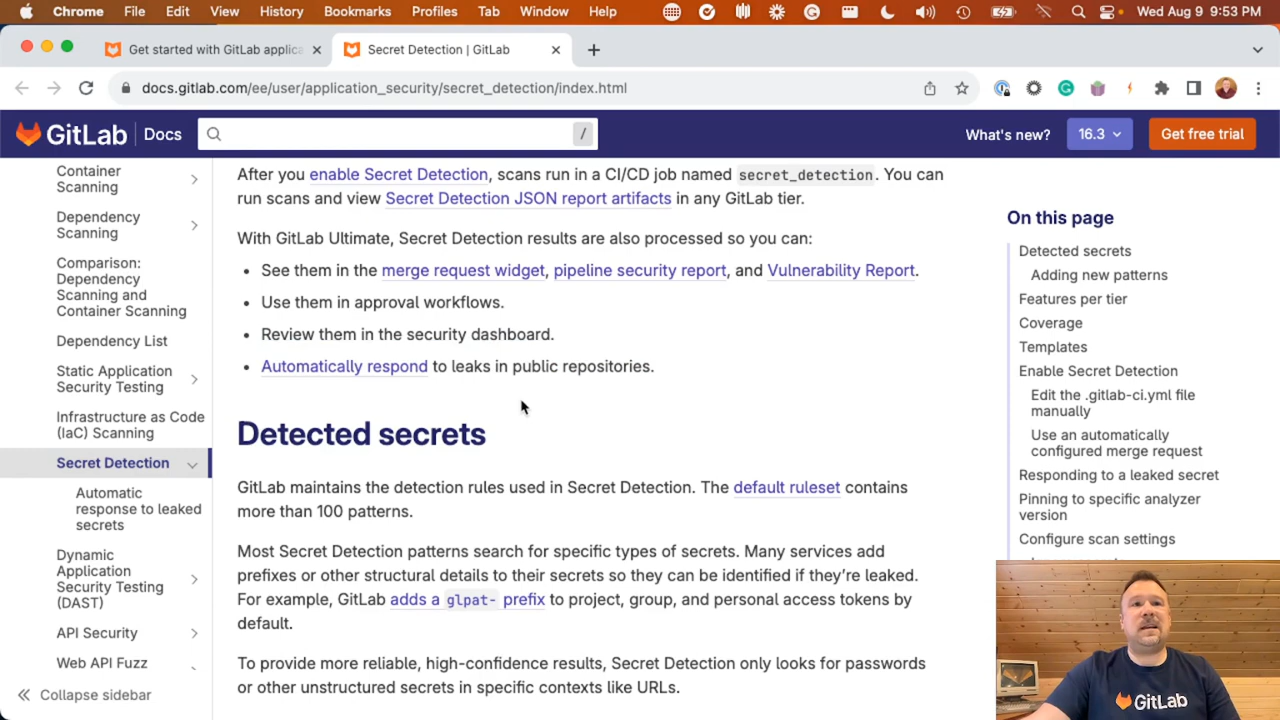 Chrome File Edit View History Bookmarks Profiles Tab Window Help Wed Aug 9 9:53 PM
Get started with GitLab applica
Secret Detection | GitLab
docs.gitlab.com/ee/user/application_security/secret_detection/index.html
GitLab Docs / What's new? 16.3 Get free trial
Container
Scanning
Dependency
Scanning
Comparison:
Dependency
Scanning and
Container Scanning
Dependency List
Static Application
Security Testing
Infrastructure as Code
(IaC) Scanning
Secret Detection
Automatic
response to leaked
secrets
Dynamic
Application
Security Testing
(DAST)
API Security
Web API Fuzz
Collapse sidebar
After you enable Secret Detection, scans run in a CI/CD job named secret_detection. You can
run scans and view Secret Detection JSON report artifacts in any GitLab tier.
With GitLab Ultimate, Secret Detection results are also processed so you can:
• See them in the merge request widget, pipeline security report, and Vulnerability Report.
• Use them in approval workflows.
• Review them in the security dashboard.
• Automatically respond to leaks in public repositories.
Detected secrets
GitLab maintains the detection rules used in Secret Detection. The default ruleset contains
more than 100 patterns.
Most Secret Detection patterns search for specific types of secrets. Many services add
prefixes or other structural details to their secrets so they can be identified if they're leaked.
For example, GitLab adds a glpat- prefix to project, group, and personal access tokens by
default.
To provide more reliable, high-confidence results, Secret Detection only looks for passwords
or other unstructured secrets in specific contexts like URLs.
On this page
Detected secrets
Adding new patterns
Features per tier
Coverage
Templates
Enable Secret Detection
Edit the .gitlab-ci.yml file
manually
Use an automatically
configured merge request
Responding to a leaked secret
Pinning to specific analyzer
version
Configure scan settings
GitLab